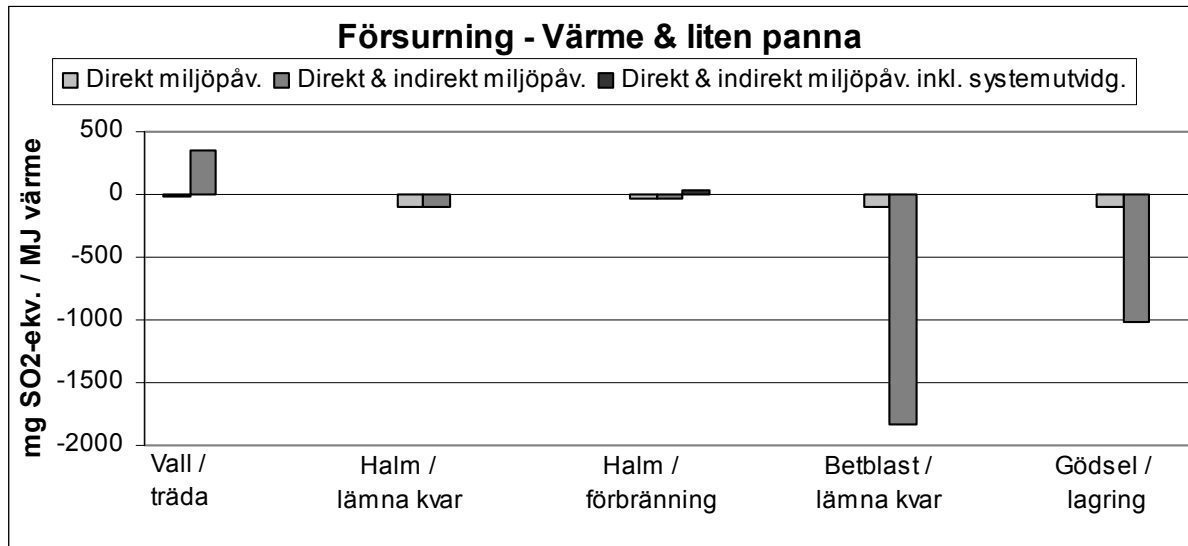 Försurning - Värme & liten panna
Direkt miljöpåv. Direkt & indirekt miljöpåv. Direkt & indirekt miljöpåv. inkl. systemutvidg.
mg SO2-ekv. / MJ värme
500
0
-500
-1000
-1500
-2000
Vall / Halm / Halm / Betblast / Gödsel /
träda lämna kvar förbränning lämna kvar lagring